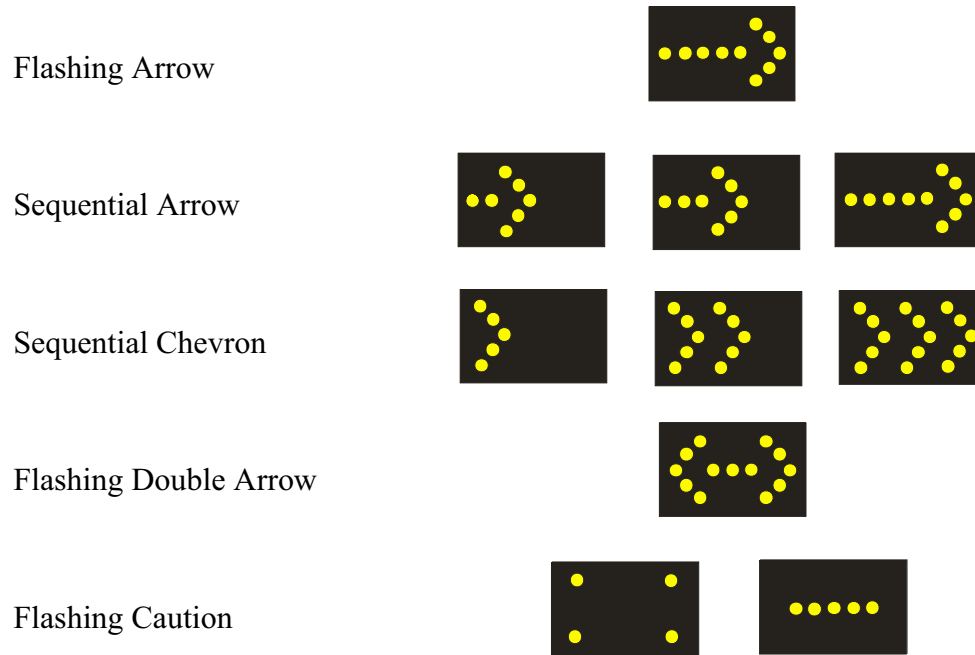 Flashing Arrow
Sequential Arrow
Sequential Chevron
Flashing Double Arrow
Flashing Caution